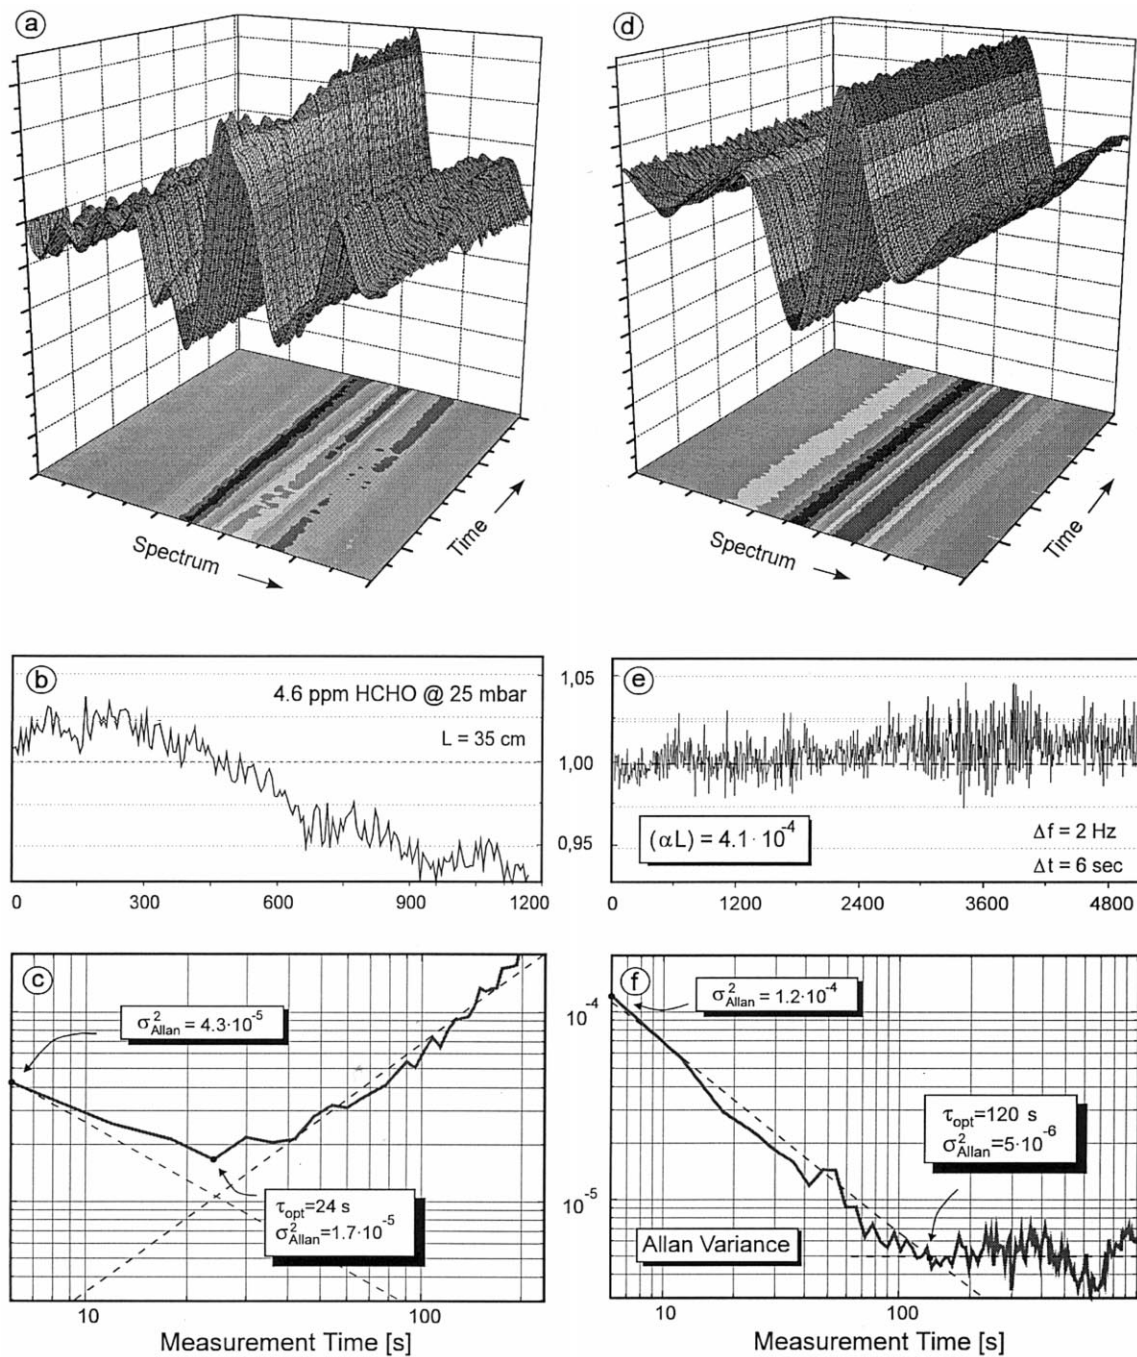 a
Spectrum
Time
d
Spectrum
Time
b
4.6 ppm HCHO @ 25 mbar
L = 35 cm
0 300 600 900 1200
1,05
1,00
0,95
e
(αL) = 4.1·10⁻⁴
Δf = 2 Hz
Δt = 6 sec
0 1200 2400 3600 4800
c
σ²Allan = 4.3·10⁻⁵
τopt=24 s
σ²Allan=1.7·10⁻⁵
10 100
Measurement Time [s]
10⁻⁴
10⁻⁵
f
σ²Allan = 1.2·10⁻⁴
τopt=120 s
σ²Allan=5·10⁻⁶
Allan Variance
10 100
Measurement Time [s]